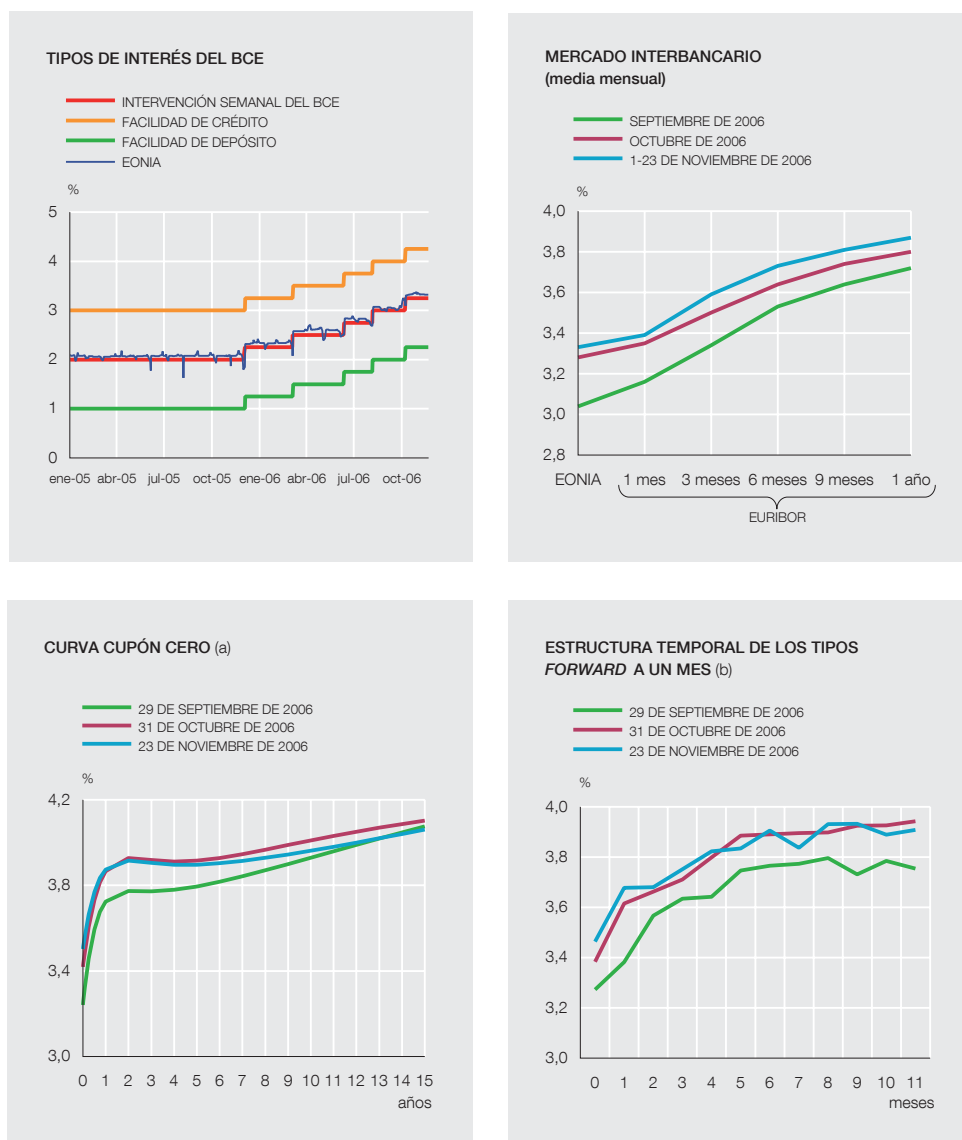 TIPOS DE INTERÉS DEL BCE
INTERVENCIÓN SEMANAL DEL BCE
FACILIDAD DE CRÉDITO
FACILIDAD DE DEPÓSITO
EONIA
%
5
4
3
2
1
0
ene-05 abr-05 jul-05 oct-05 ene-06 abr-06 jul-06 oct-06
MERCADO INTERBANCARIO
(media mensual)
SEPTIEMBRE DE 2006
OCTUBRE DE 2006
1-23 DE NOVIEMBRE DE 2006
%
4,0
3,8
3,6
3,4
3,2
3,0
2,8
EONIA 1 mes 3 meses 6 meses 9 meses 1 año
EURIBOR
CURVA CUPÓN CERO (a)
29 DE SEPTIEMBRE DE 2006
31 DE OCTUBRE DE 2006
23 DE NOVIEMBRE DE 2006
%
4,2
3,8
3,4
3,0
0 1 2 3 4 5 6 7 8 9 10 11 12 13 14 15
años
ESTRUCTURA TEMPORAL DE LOS TIPOS
FORWARD A UN MES (b)
29 DE SEPTIEMBRE DE 2006
31 DE OCTUBRE DE 2006
23 DE NOVIEMBRE DE 2006
%
4,0
3,8
3,6
3,4
3,2
3,0
0 1 2 3 4 5 6 7 8 9 10 11
meses